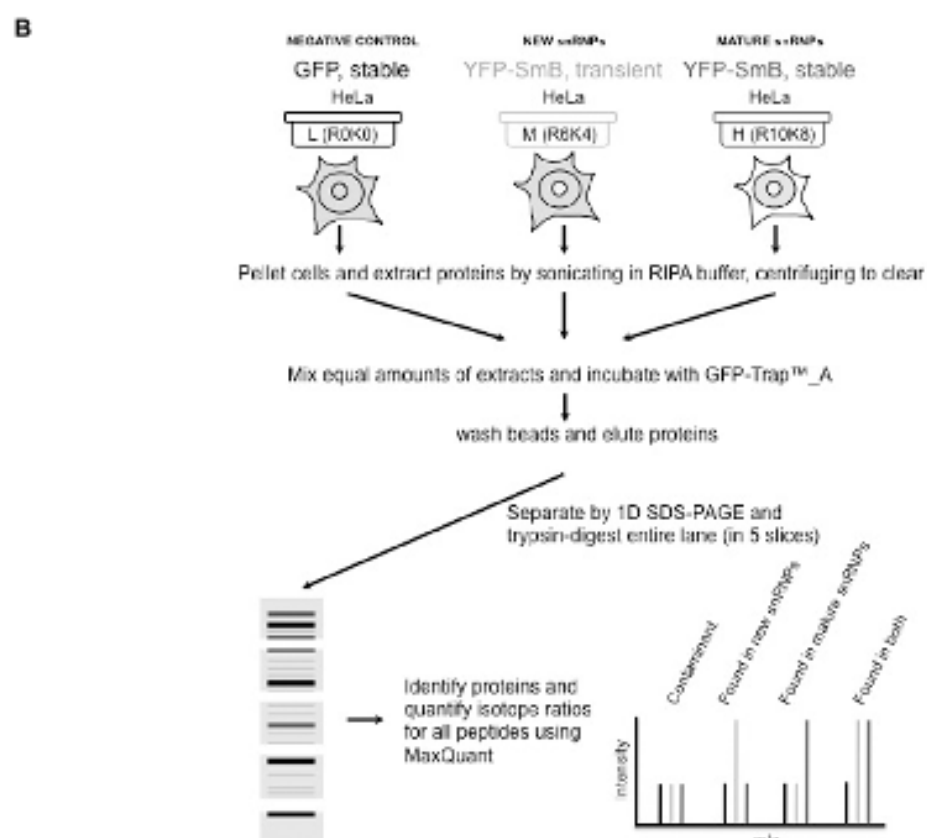 B
NEGATIVE CONTROL
NEW snRNPs
MATURE snRNPs
GFP, stable
YFP-SmB, transient
YFP-SmB, stable
HeLa
HeLa
HeLa
L (R0K0)
M (R6K4)
H (R10K8)
Pellet cells and extract proteins by sonicating in RIPA buffer, centrifuging to clear
Mix equal amounts of extracts and incubate with GFP-Trap™_A
wash beads and elute proteins
Separate by 1D SDS-PAGE and
trypsin-digest entire lane (in 5 slices)
Contaminant
Found in new snRNPs
Found in mature snRNPs
Found in both
Identify proteins and
quantify isotope ratios
for all peptides using
MaxQuant
Intensity